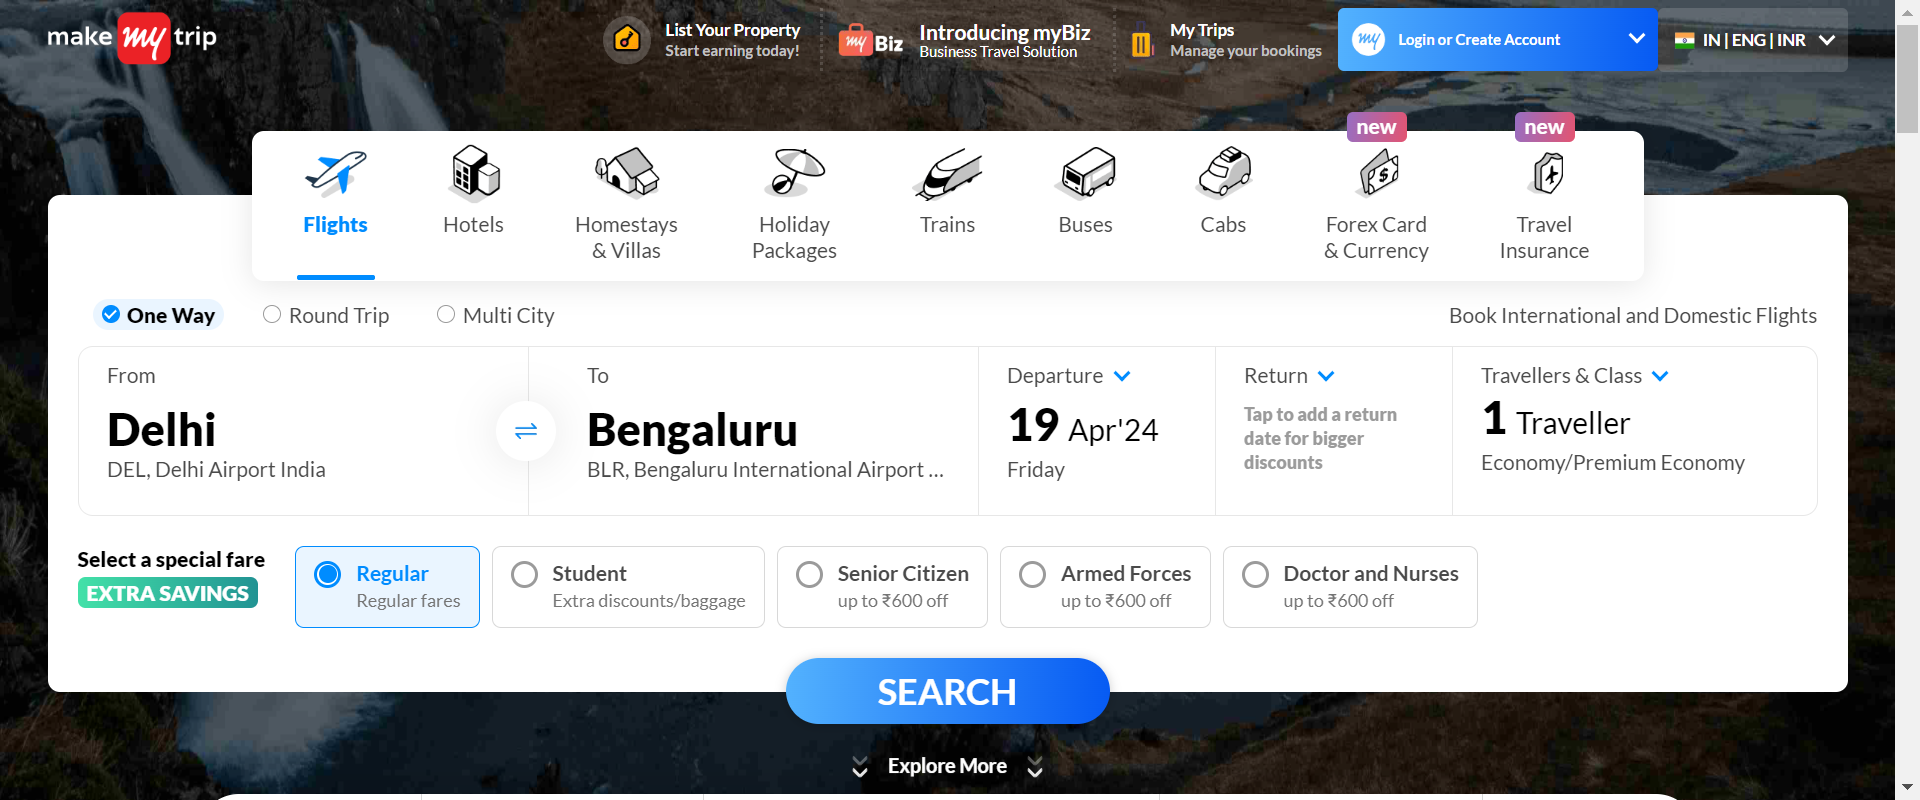 make my trip
List Your Property
Start earning today!
my Biz
Introducing myBiz
Business Travel Solution
My Trips
Manage your bookings
my
Login or Create Account
IN | ENG | INR
new
new
Flights
Hotels
Homestays
& Villas
Holiday
Packages
Trains
Buses
Cabs
Forex Card
& Currency
Travel
Insurance
One Way
Round Trip
Multi City
Book International and Domestic Flights
From
Delhi
DEL, Delhi Airport India
To
Bengaluru
BLR, Bengaluru International Airport ...
Departure
19 Apr'24
Friday
Return
Tap to add a return
date for bigger
discounts
Travellers & Class
1 Traveller
Economy/Premium Economy
Select a special fare
EXTRA SAVINGS
Regular
Regular fares
Student
Extra discounts/baggage
Senior Citizen
up to ₹600 off
Armed Forces
up to ₹600 off
Doctor and Nurses
up to ₹600 off
SEARCH
Explore More